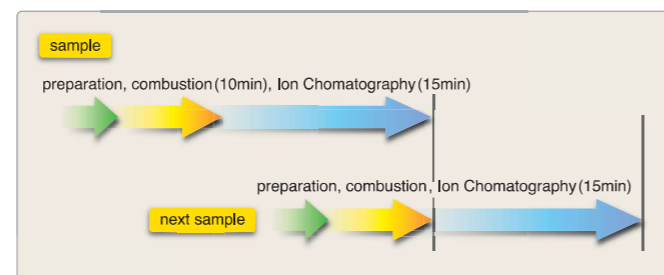 sample
preparation, combustion(10min), Ion Chomatography(15min)
preparation, combustion, Ion Chomatography(15min)
next sample